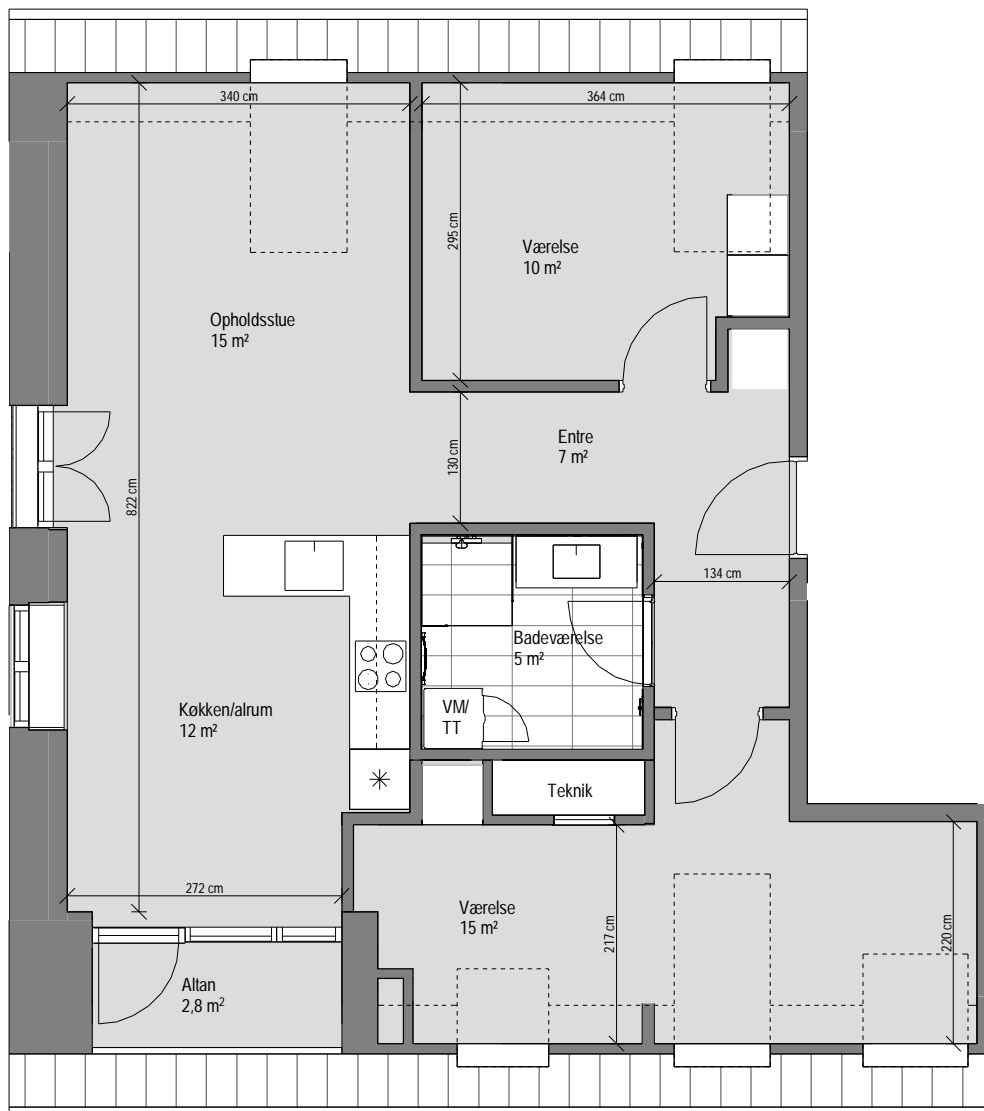 340 cm
364 cm
295 cm
Værelse
10 m²
Opholdsstue
15 m²
Entre
7 m²
130 cm
822 cm
134 cm
Badeværelse
5 m²
VM/
TT
Køkken/alrum
12 m²
Teknik
272 cm
Værelse
15 m²
217 cm
220 cm
Altan
2,8 m²